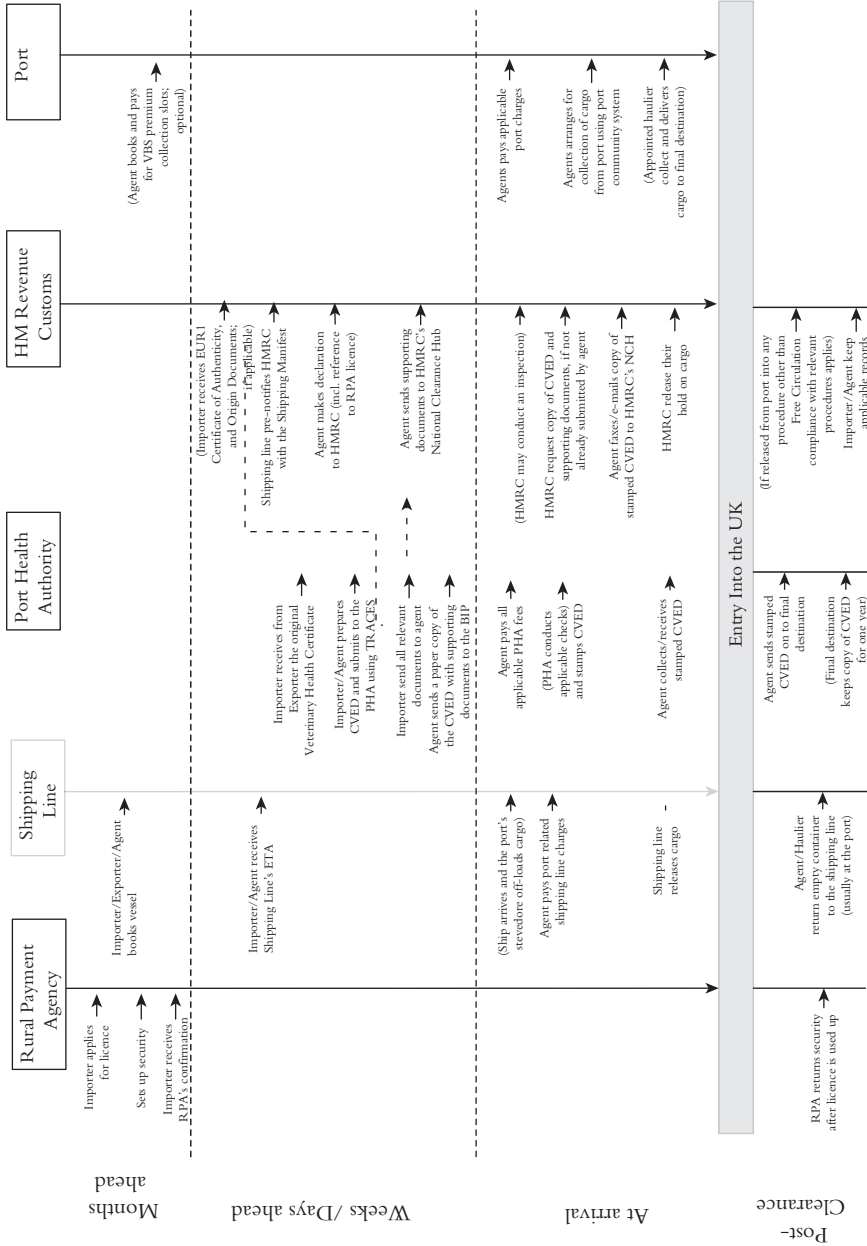 Rural Payment
Agency
Shipping
Line
Port Health
Authority
HM Revenue
Customs
Port
Months
ahead
Importer applies
for licence
Sets up security
Importer receives
RPA's confirmation
Importer/Exporter/Agent
books vessel
(Agent books and pays
for VBS premium
collection slots;
optional)
Weeks /Days ahead
Importer/Agent receives
Shipping Line's ETA
Importer receives from
Exporter the original
Veterinary Health Certificate
Importer/Agent prepares
CVED and submits to the
PHA using TRACES
Importer send all relevant
documents to agent
Agent sends a paper copy of
the CVED with supporting
documents to the BIP
(Importer receives EUR1
Certificate of Authenticity,
and Origin Documents;
if applicable)
Shipping line pre-notifies HMRC
with the Shipping Manifest
Agent makes declaration
to HMRC (incl. reference
to RPA licence)
Agent sends supporting
documents to HMRC's
National Clearance Hub
At arrival
(Ship arrives and the port's
stevedore off-loads cargo)
Agent pays port related
shipping line charges
Shipping line
releases cargo
Agent pays all
applicable PHA fees
(PHA conducts
applicable checks)
and stamps CVED
Agent collects/receives
stamped CVED
(HMRC may conduct an inspection)
HMRC request copy of CVED and
supporting documents, if not
already submitted by agent
Agent faxes/e-mails copy of
stamped CVED to HMRC's NCH
HMRC release their
hold on cargo
Agents pays applicable
port charges
Agents arranges for
collection of cargo
from port using port
community system
(Appointed haulier
collect and delivers
cargo to final destination)
Entry Into the UK
Post-
Clearance
RPA returns security
after licence is used up
Agent/Haulier
return empty container
to the shipping line
(usually at the port)
Agent sends stamped
CVED on to final
destination
(Final destination
keeps copy of CVED
for one year)
(If released from port into any
procedure other than
Free Circulation
compliance with relevant
procedures applies)
Importer/Agent keep
applicable records